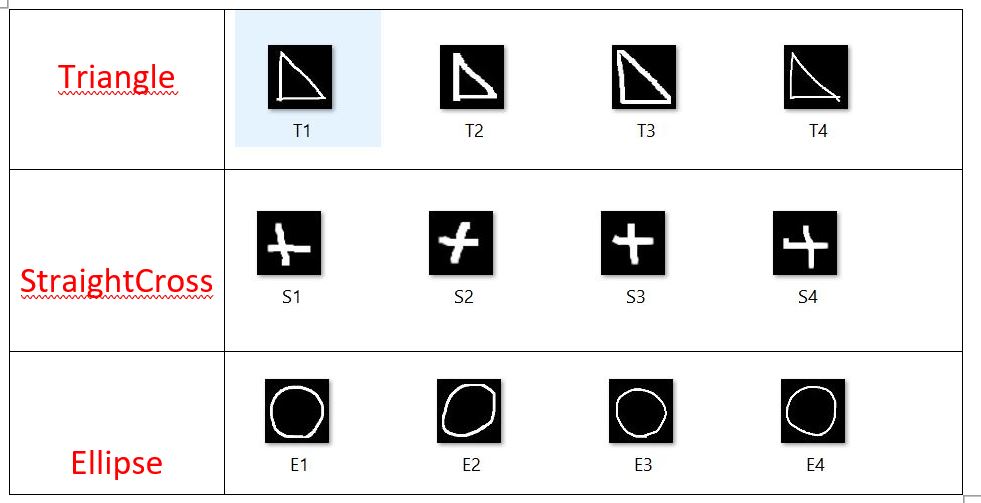 Triangle
T1 T2 T3 T4
StraightCross
S1 S2 S3 S4
Ellipse
E1 E2 E3 E4